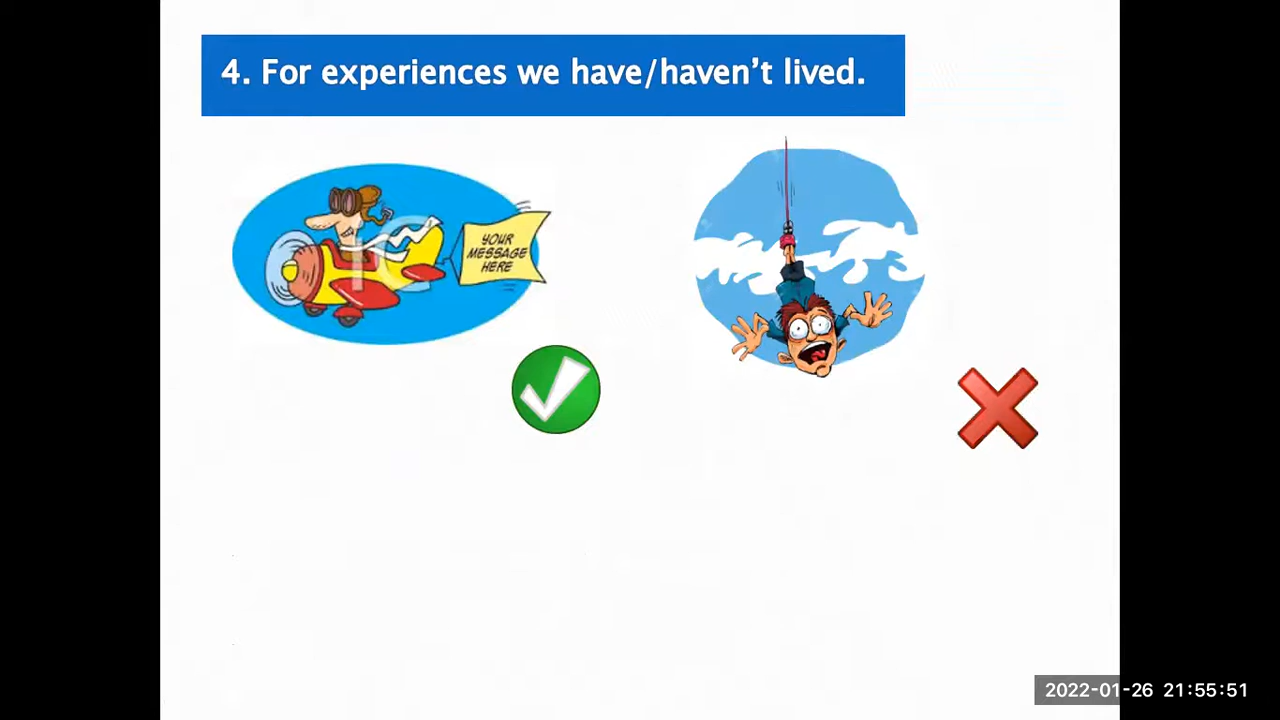 4. For experiences we have/haven't lived.
YOUR
MESSAGE
HERE
2022-01-26 21:55:51